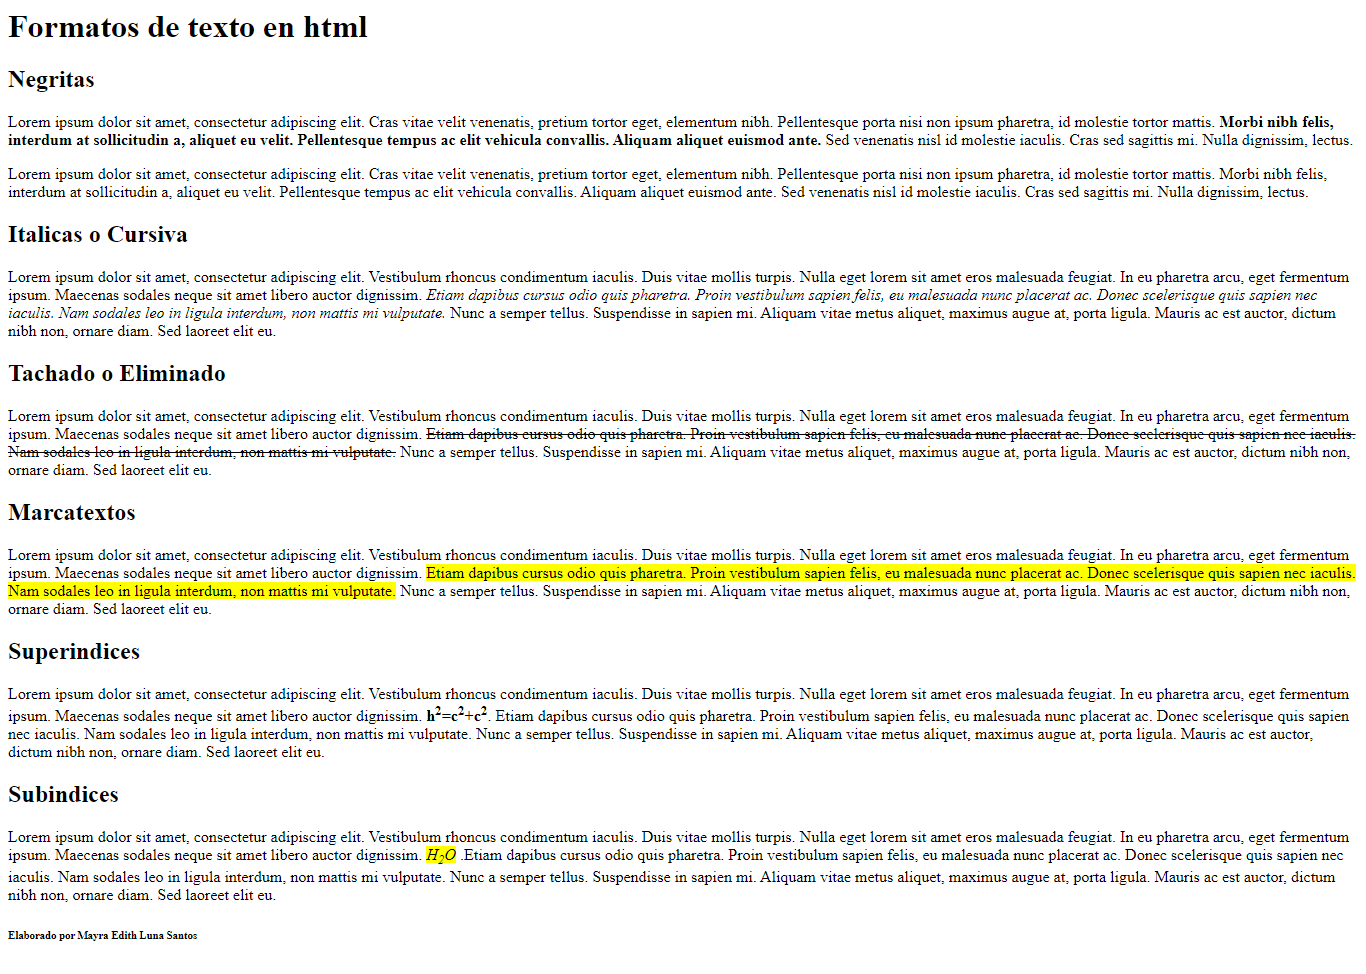 Formatos de texto en html
Negritas
Lorem ipsum dolor sit amet, consectetur adipiscing elit. Cras vitae velit venenatis, pretium tortor eget, elementum nibh. Pellentesque porta nisi non ipsum pharetra, id molestie tortor mattis. Morbi nibh felis,
interdum at sollicitudin a, aliquet eu velit. Pellentesque tempus ac elit vehicula convallis. Aliquam aliquet euismod ante. Sed venenatis nisl id molestie iaculis. Cras sed sagittis mi. Nulla dignissim, lectus.
Lorem ipsum dolor sit amet, consectetur adipiscing elit. Cras vitae velit venenatis, pretium tortor eget, elementum nibh. Pellentesque porta nisi non ipsum pharetra, id molestie tortor mattis. Morbi nibh felis,
interdum at sollicitudin a, aliquet eu velit. Pellentesque tempus ac elit vehicula convallis. Aliquam aliquet euismod ante. Sed venenatis nisl id molestie iaculis. Cras sed sagittis mi. Nulla dignissim, lectus.
Italicas o Cursiva
Lorem ipsum dolor sit amet, consectetur adipiscing elit. Vestibulum rhoncus condimentum iaculis. Duis vitae mollis turpis. Nulla eget lorem sit amet eros malesuada feugiat. In eu pharetra arcu, eget fermentum
ipsum. Maecenas sodales neque sit amet libero auctor dignissim. Etiam dapibus cursus odio quis pharetra. Proin vestibulum sapien felis, eu malesuada nunc placerat ac. Donec scelerisque quis sapien nec
iaculis. Nam sodales leo in ligula interdum, non mattis mi vulputate. Nunc a semper tellus. Suspendisse in sapien mi. Aliquam vitae metus aliquet, maximus augue at, porta ligula. Mauris ac est auctor, dictum
nibh non, ornare diam. Sed laoreet elit eu.
Tachado o Eliminado
Lorem ipsum dolor sit amet, consectetur adipiscing elit. Vestibulum rhoncus condimentum iaculis. Duis vitae mollis turpis. Nulla eget lorem sit amet eros malesuada feugiat. In eu pharetra arcu, eget fermentum
ipsum. Maecenas sodales neque sit amet libero auctor dignissim. Etiam dapibus cursus odio quis pharetra. Proin vestibulum sapien felis, eu malesuada nunc placerat ac. Donec scelerisque quis sapien nec iaculis.
Nam sodales leo in ligula interdum, non mattis mi vulputate. Nunc a semper tellus. Suspendisse in sapien mi. Aliquam vitae metus aliquet, maximus augue at, porta ligula. Mauris ac est auctor, dictum nibh non,
ornare diam. Sed laoreet elit eu.
Marcatextos
Lorem ipsum dolor sit amet, consectetur adipiscing elit. Vestibulum rhoncus condimentum iaculis. Duis vitae mollis turpis. Nulla eget lorem sit amet eros malesuada feugiat. In eu pharetra arcu, eget fermentum
ipsum. Maecenas sodales neque sit amet libero auctor dignissim. Etiam dapibus cursus odio quis pharetra. Proin vestibulum sapien felis, eu malesuada nunc placerat ac. Donec scelerisque quis sapien nec iaculis.
Nam sodales leo in ligula interdum, non mattis mi vulputate. Nunc a semper tellus. Suspendisse in sapien mi. Aliquam vitae metus aliquet, maximus augue at, porta ligula. Mauris ac est auctor, dictum nibh non,
ornare diam. Sed laoreet elit eu.
Superindices
Lorem ipsum dolor sit amet, consectetur adipiscing elit. Vestibulum rhoncus condimentum iaculis. Duis vitae mollis turpis. Nulla eget lorem sit amet eros malesuada feugiat. In eu pharetra arcu, eget fermentum
ipsum. Maecenas sodales neque sit amet libero auctor dignissim. h²=c²+c². Etiam dapibus cursus odio quis pharetra. Proin vestibulum sapien felis, eu malesuada nunc placerat ac. Donec scelerisque quis sapien
nec iaculis. Nam sodales leo in ligula interdum, non mattis mi vulputate. Nunc a semper tellus. Suspendisse in sapien mi. Aliquam vitae metus aliquet, maximus augue at, porta ligula. Mauris ac est auctor,
dictum nibh non, ornare diam. Sed laoreet elit eu.
Subindices
Lorem ipsum dolor sit amet, consectetur adipiscing elit. Vestibulum rhoncus condimentum iaculis. Duis vitae mollis turpis. Nulla eget lorem sit amet eros malesuada feugiat. In eu pharetra arcu, eget fermentum
ipsum. Maecenas sodales neque sit amet libero auctor dignissim. H₂O .Etiam dapibus cursus odio quis pharetra. Proin vestibulum sapien felis, eu malesuada nunc placerat ac. Donec scelerisque quis sapien nec
iaculis. Nam sodales leo in ligula interdum, non mattis mi vulputate. Nunc a semper tellus. Suspendisse in sapien mi. Aliquam vitae metus aliquet, maximus augue at, porta ligula. Mauris ac est auctor, dictum
nibh non, ornare diam. Sed laoreet elit eu.
Elaborado por Mayra Edith Luna Santos